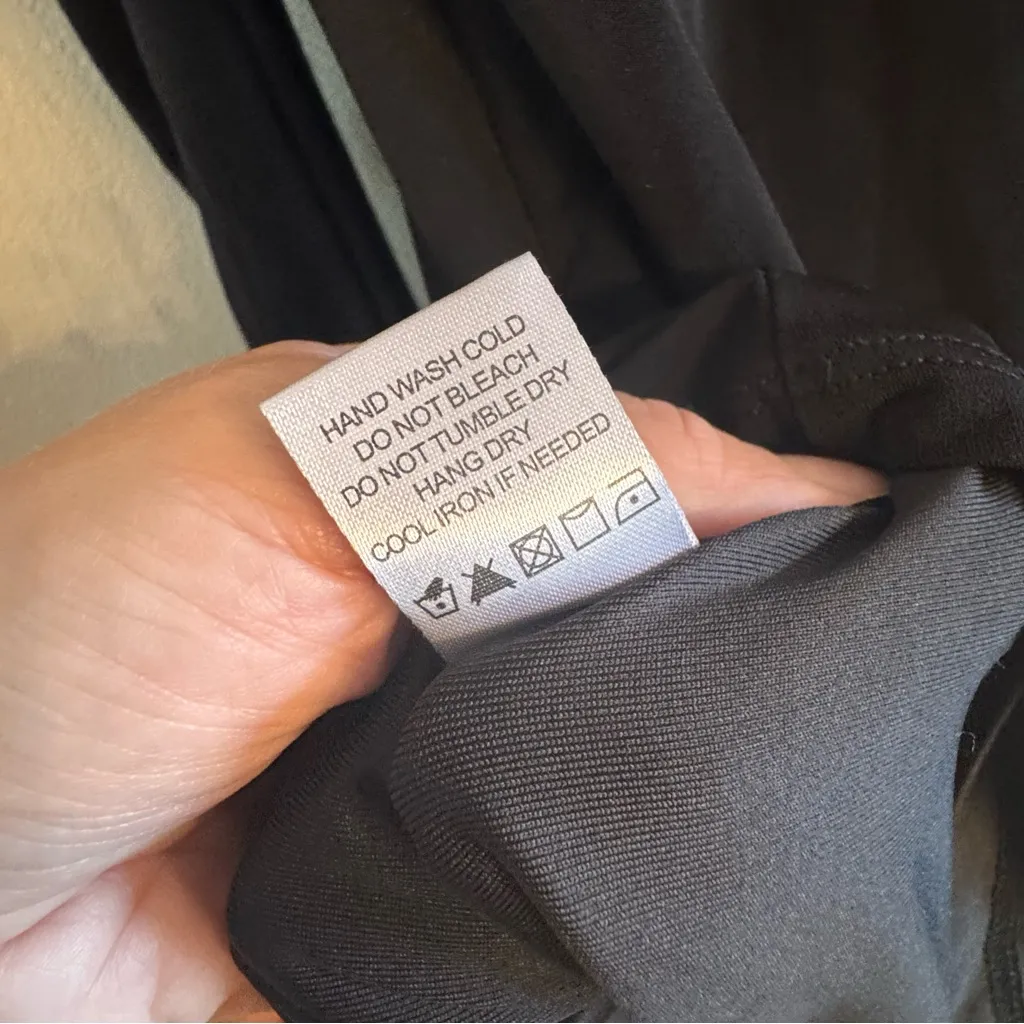 HAND WASH COLD
DO NOT BLEACH
DO NOT TUMBLE DRY
HANG DRY
COOL IRON IF NEEDED